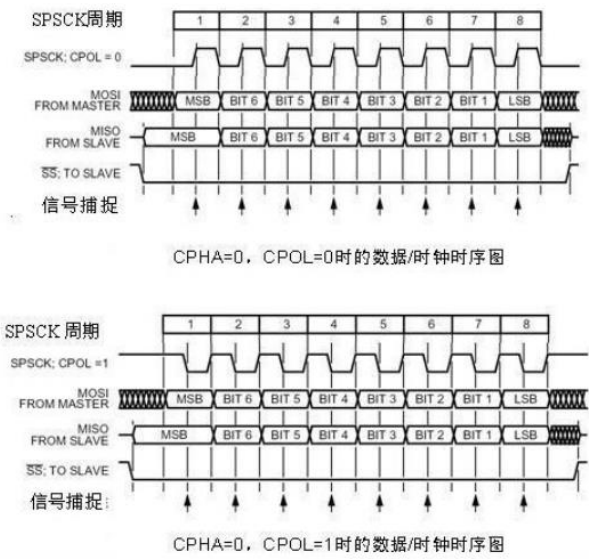 SPSCK周期 1 2 3 4 5 6 7 8
SPSCK; CPOL = 0
MOSI
FROM MASTER MSB BIT 6 BIT 5 BIT 4 BIT 3 BIT 2 BIT 1 LSB
MISO
FROM SLAVE MSB BIT 6 BIT 5 BIT 4 BIT 3 BIT 2 BIT 1 LSB
SS; TO SLAVE
信号捕捉
CPHA=0，CPOL=0时的数据/时钟时序图
SPSCK 周期 1 2 3 4 5 6 7 8
SPSCK; CPOL =1
MOSI
FROM MASTER MSB BIT 6 BIT 5 BIT 4 BIT 3 BIT 2 BIT 1 LSB
MISO
FROM SLAVE MSB BIT 6 BIT 5 BIT 4 BIT 3 BIT 2 BIT 1 LSB
SS; TO SLAVE
信号捕捉:
CPHA=0，CPOL=1时的数据/时钟时序图